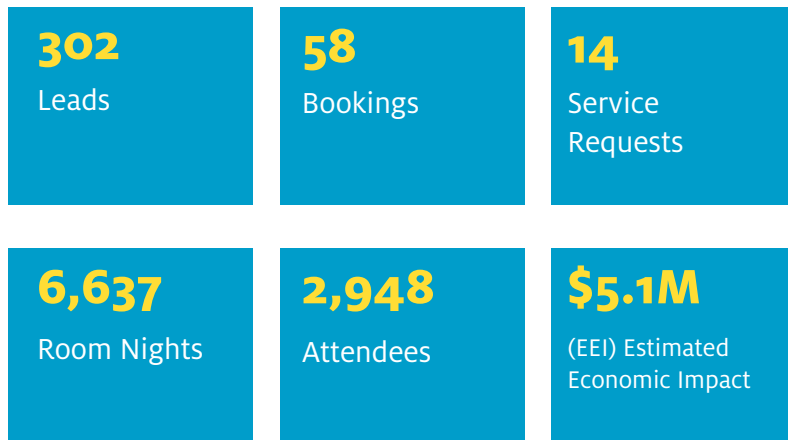 302
Leads
58
Bookings
14
Service
Requests
6,637
Room Nights
2,948
Attendees
$5.1M
(EEI) Estimated
Economic Impact